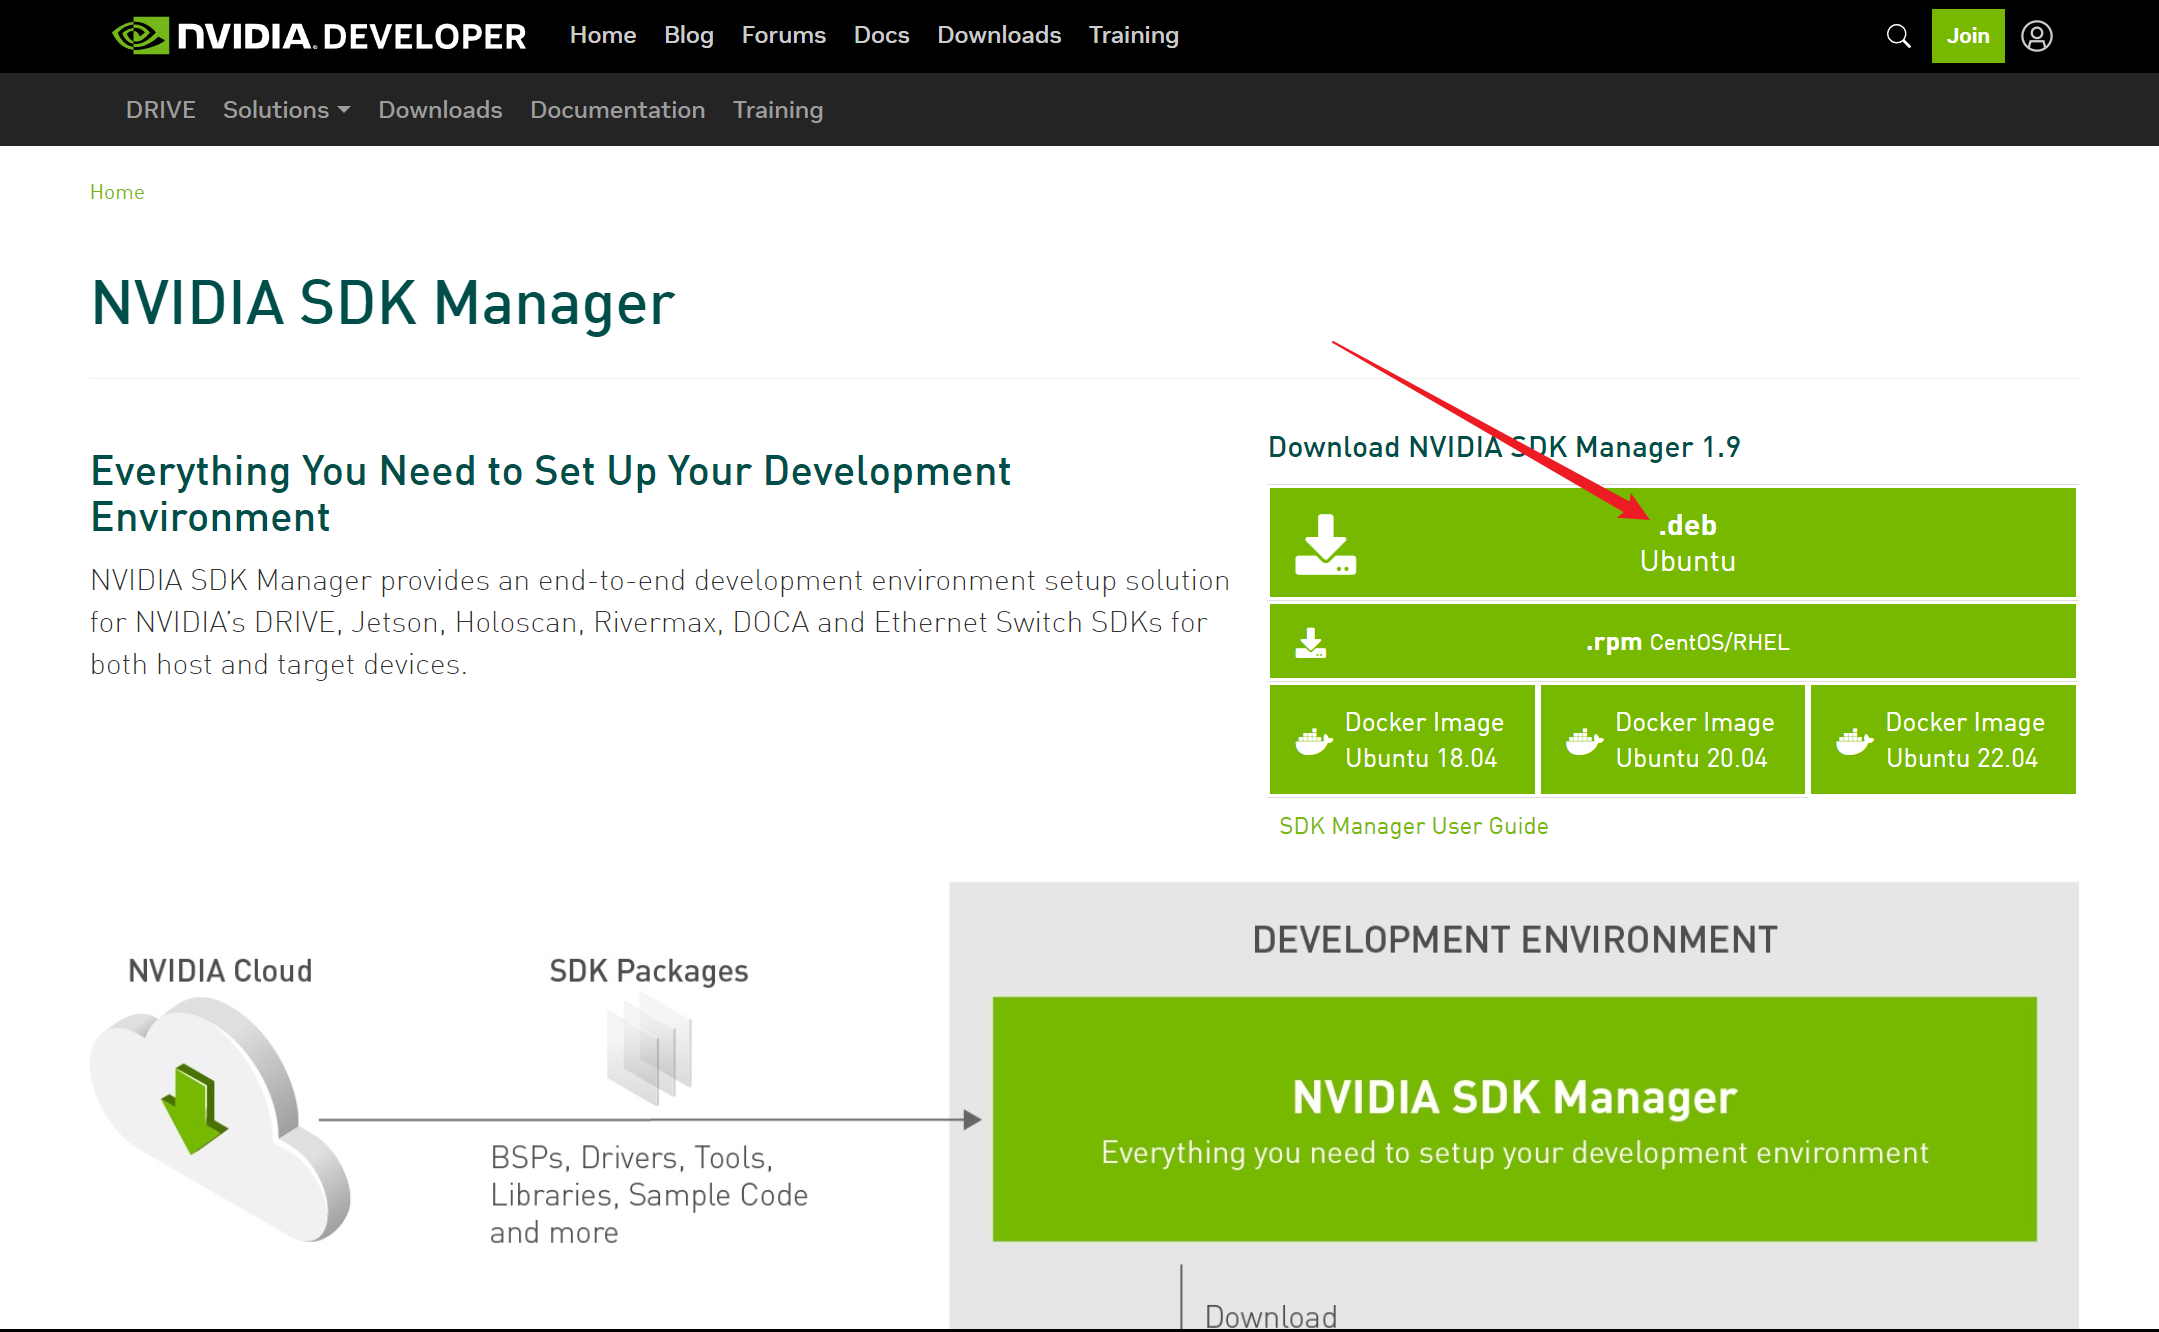 NVIDIA. DEVELOPER Home Blog Forums Docs Downloads Training Join
DRIVE Solutions Downloads Documentation Training
Home
NVIDIA SDK Manager
Everything You Need to Set Up Your Development
Environment
NVIDIA SDK Manager provides an end-to-end development environment setup solution
for NVIDIA’s DRIVE, Jetson, Holoscan, Rivermax, DOCA and Ethernet Switch SDKs for
both host and target devices.
Download NVIDIA SDK Manager 1.9
.deb
Ubuntu
.rpm CentOS/RHEL
Docker Image
Ubuntu 18.04
Docker Image
Ubuntu 20.04
Docker Image
Ubuntu 22.04
SDK Manager User Guide
NVIDIA Cloud
SDK Packages
BSPs, Drivers, Tools,
Libraries, Sample Code
and more
DEVELOPMENT ENVIRONMENT
NVIDIA SDK Manager
Everything you need to setup your development environment
Download